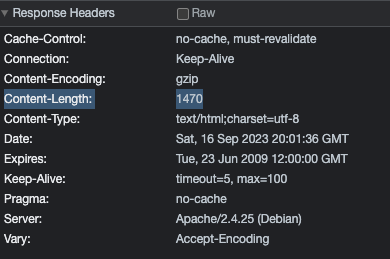 Response Headers Raw
Cache-Control: no-cache, must-revalidate
Connection: Keep-Alive
Content-Encoding: gzip
Content-Length: 1470
Content-Type: text/html;charset=utf-8
Date: Sat, 16 Sep 2023 20:01:36 GMT
Expires: Tue, 23 Jun 2009 12:00:00 GMT
Keep-Alive: timeout=5, max=100
Pragma: no-cache
Server: Apache/2.4.25 (Debian)
Vary: Accept-Encoding